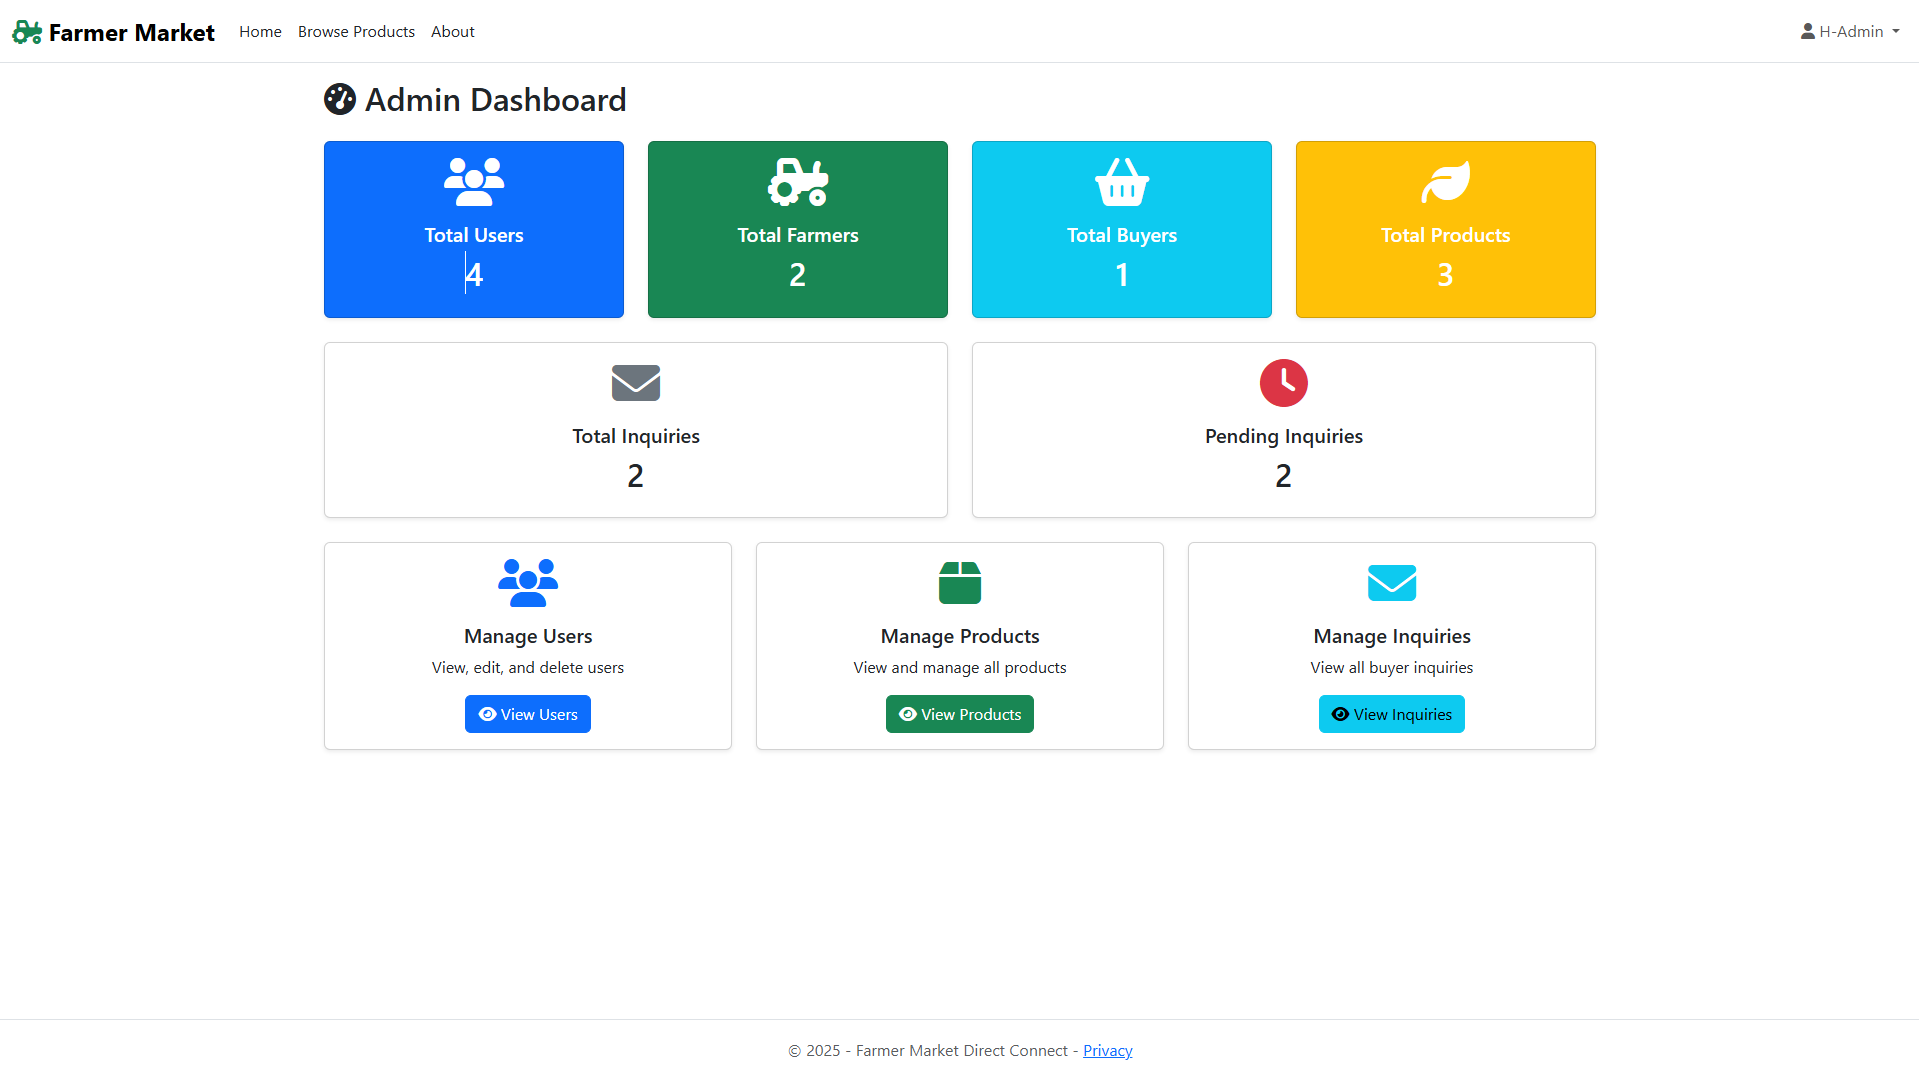 Farmer Market Home Browse Products About H-Admin
Admin Dashboard
Total Users
4
Total Farmers
2
Total Buyers
1
Total Products
3
Total Inquiries
2
Pending Inquiries
2
Manage Users
View, edit, and delete users
View Users
Manage Products
View and manage all products
View Products
Manage Inquiries
View all buyer inquiries
View Inquiries
© 2025 - Farmer Market Direct Connect - Privacy